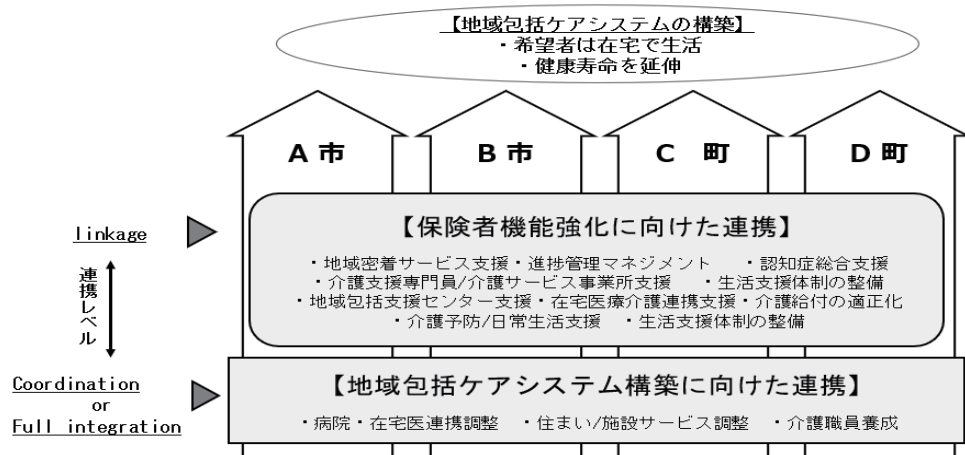 【地域包括ケアシステムの構築】
・希望者は在宅で生活
・健康寿命を延伸
A 市
B 市
C 町
D 町
linkage
連携レベル
Coordination
or
Full integration
【保険者機能強化に向けた連携】
・地域密着サービス支援・進捗管理マネジメント ・認知症総合支援
・介護支援専門員/介護サービス事業所支援 ・生活支援体制の整備
・地域包括支援センター支援・在宅医療介護連携支援・介護給付の適正化
・介護予防/日常生活支援 ・生活支援体制の整備
【地域包括ケアシステム構築に向けた連携】
・病院・在宅医連携調整 ・住まい/施設サービス調整 ・介護職員養成